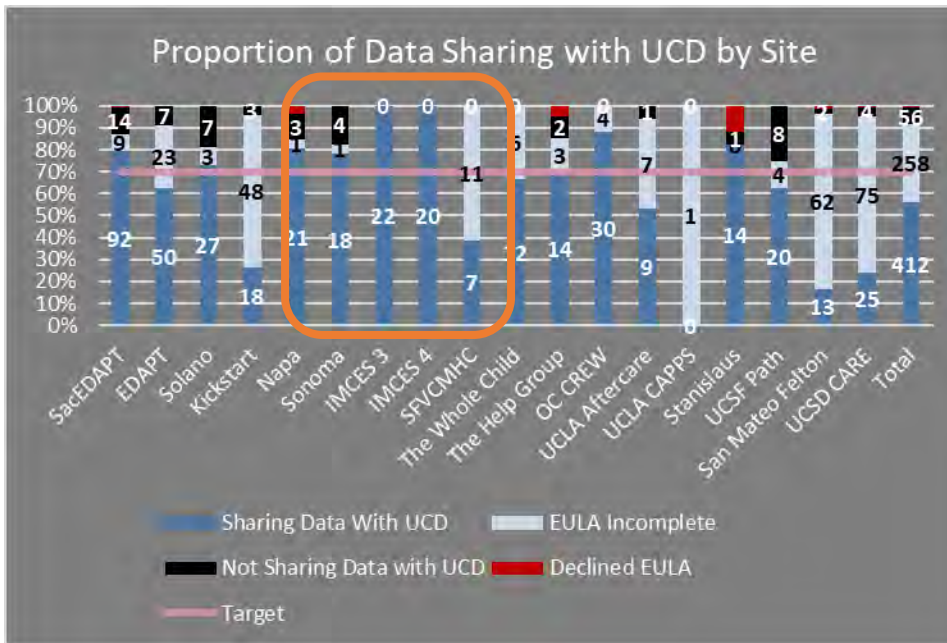 Proportion of Data Sharing with UCD by Site
100%
90%
80%
70%
60%
50%
40%
30%
20%
10%
0%
14 7 7 3 3 4 0 0 0 0 2 0 1 0 1 8 2 4 56
9 23 3 48 1 1 11 3 4 7 1 4 62 75 258
92 50 27 18 21 18 22 20 7 14 30 9 0 14 20 13 25 412
SacEDAPT
EDAPT
Solano
Kickstart
Napa
Sonoma
IMCES 3
IMCES 4
SFVCMHC
The Whole Child
The Help Group
OC CREW
UCLA Aftercare
UCLA CAPPS
Stanislaus
UCSF Path
San Mateo Felton
UCSD CARE
Total
Sharing Data With UCD
EULA Incomplete
Not Sharing Data with UCD
Declined EULA
Target